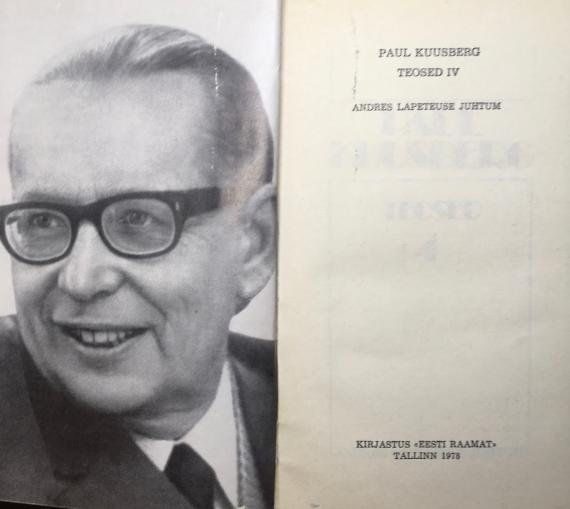 PAUL KUUSBERG
TEOSED IV
ANDRES LAPETEUSE JUHTUM
KIRJASTUS «EESTI RAAMAT»
TALLINN 1978